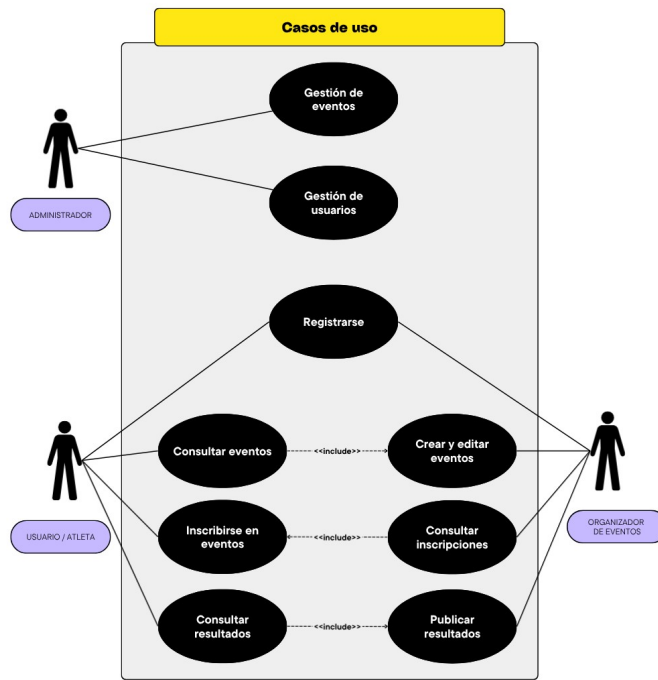 Casos de uso
Gestión de
eventos
ADMINISTRADOR
Gestión de
usuarios
Registrarse
Consultar eventos
<<include>>
Crear y editar
eventos
USUARIO / ATLETA
Inscribirse en
eventos
<<include>>
Consultar
inscripciones
ORGANIZADOR
DE EVENTOS
Consultar
resultados
<<include>>
Publicar
resultados